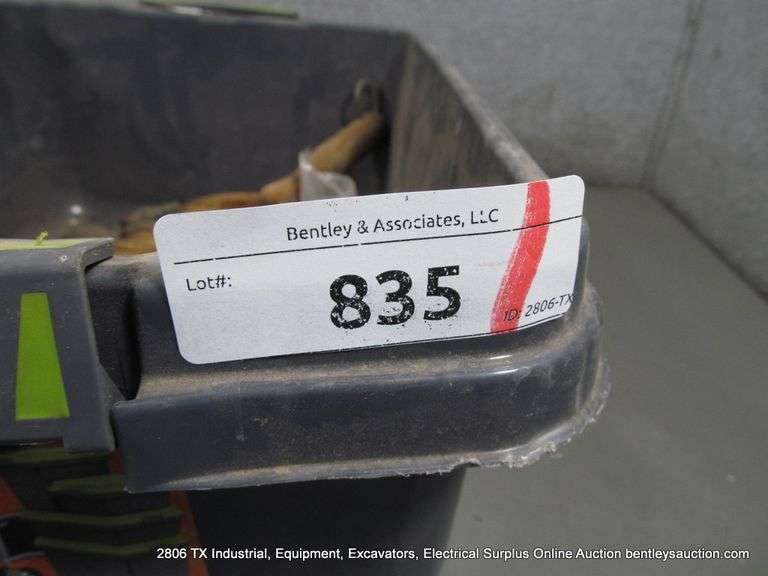 Bentley & Associates, LLC
Lot#:
835
ID: 2806-TX
2806 TX Industrial, Equipment, Excavators, Electrical Surplus Online Auction bentleysauction.com